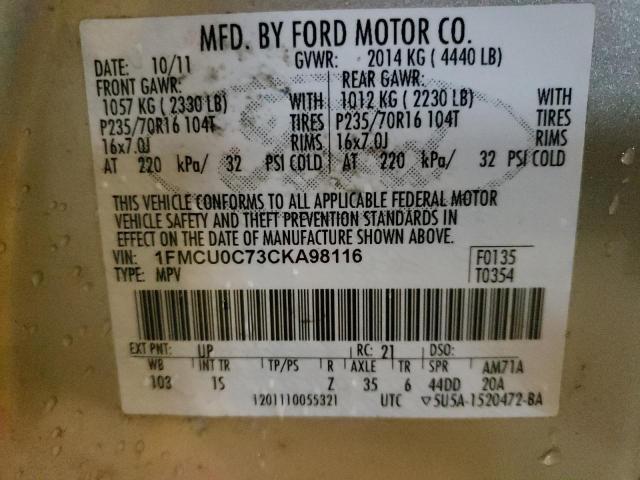 MFD. BY FORD MOTOR CO.
DATE: 10/11 GVWR: 2014 KG ( 4440 LB)
FRONT GAWR: REAR GAWR:
1057 KG ( 2330 LB) WITH 1012 KG ( 2230 LB) WITH
P235/70R16 104T TIRES P235/70R16 104T TIRES
16x7.0J RIMS 16x7.0J RIMS
AT 220 kPa/ 32 PSI COLD AT 220 kPa/ 32 PSI COLD
THIS VEHICLE CONFORMS TO ALL APPLICABLE FEDERAL MOTOR
VEHICLE SAFETY AND THEFT PREVENTION STANDARDS IN
EFFECT ON THE DATE OF MANUFACTURE SHOWN ABOVE.
VIN: 1FMCU0C73CKA98116 F0135
TYPE: MPV T0354
EXT PNT: UP RC: 21 DSO:
WB INT TR TP/PS R AXLE TR SPR AM71A
103 IS Z 35 6 44DD 20A
1201110055321 UTC ▽5U5A-1520472-BA